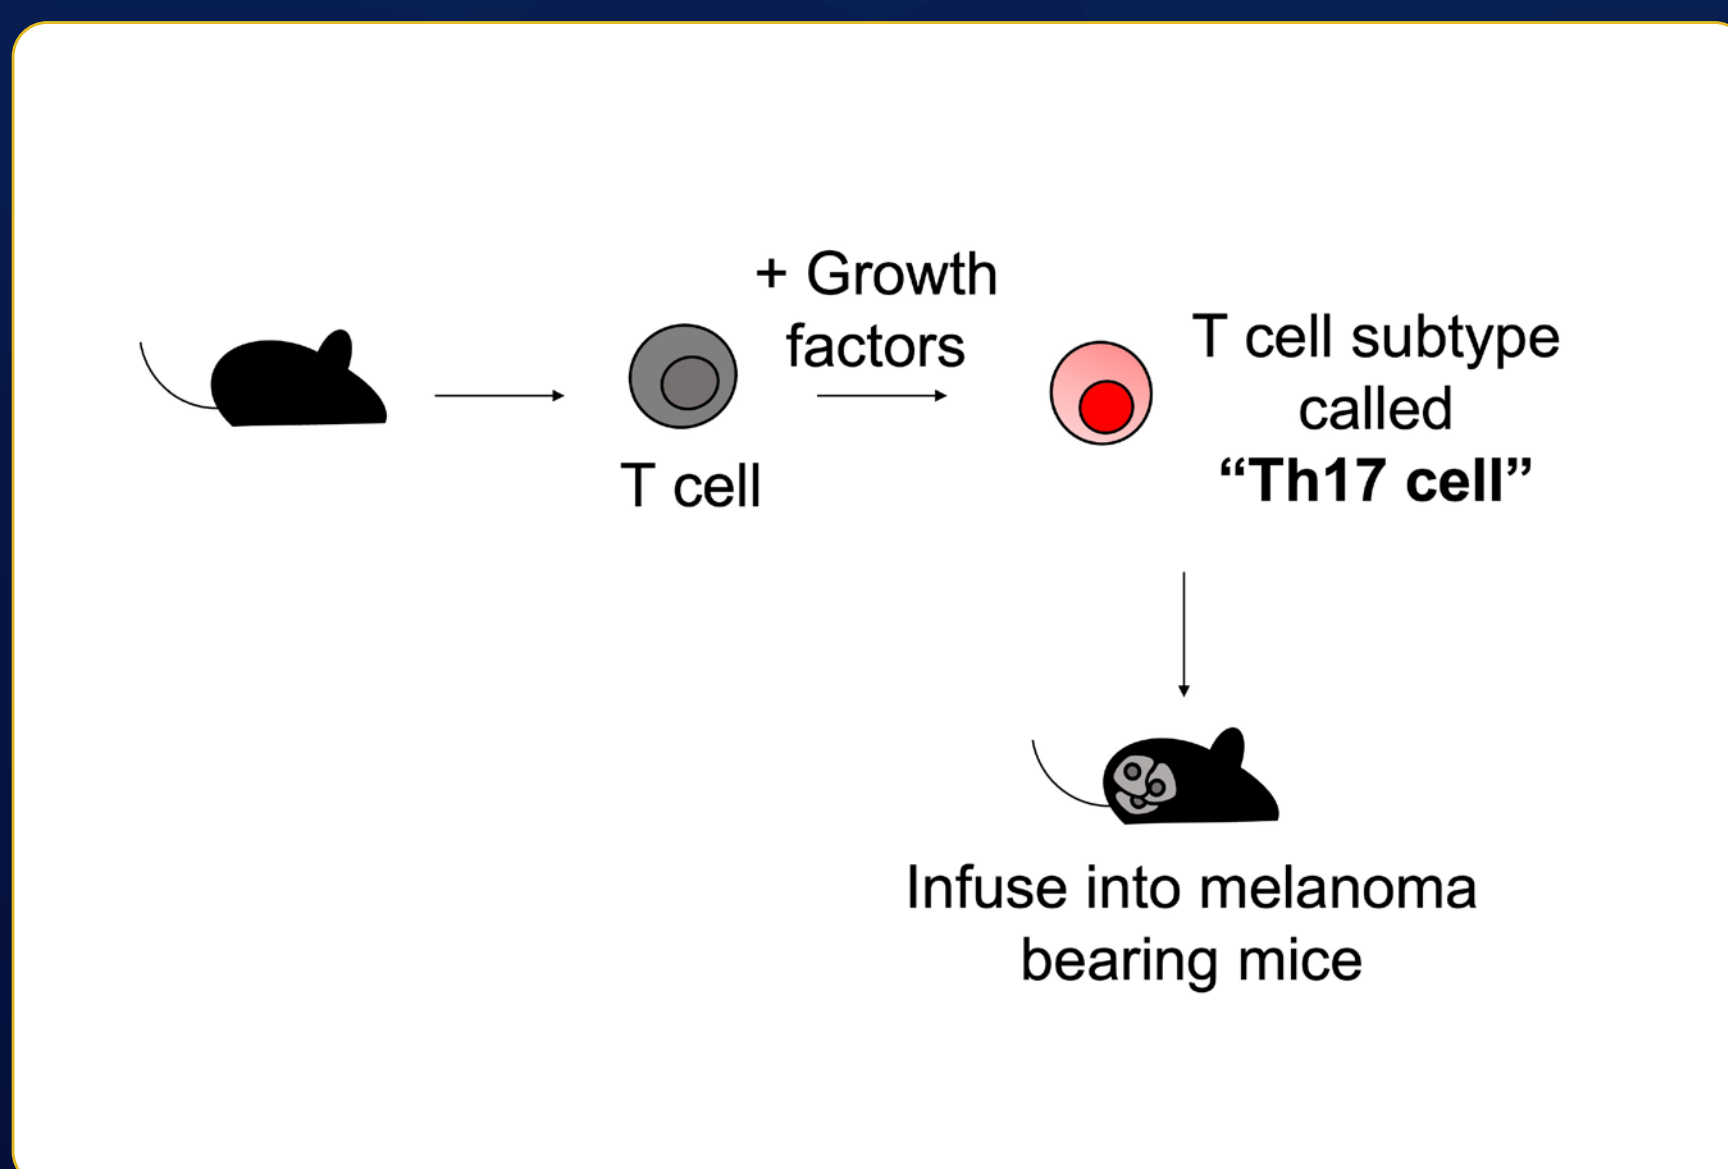 + Growth
factors
T cell
T cell subtype
called
“Th17 cell”
Infuse into melanoma
bearing mice